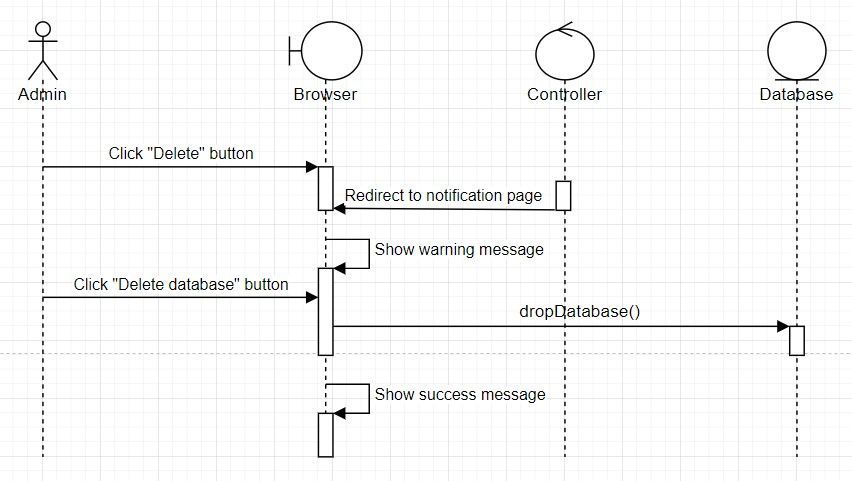 Admin
Browser
Controller
Database
Click "Delete" button
Redirect to notification page
Show warning message
Click "Delete database" button
dropDatabase()
Show success message